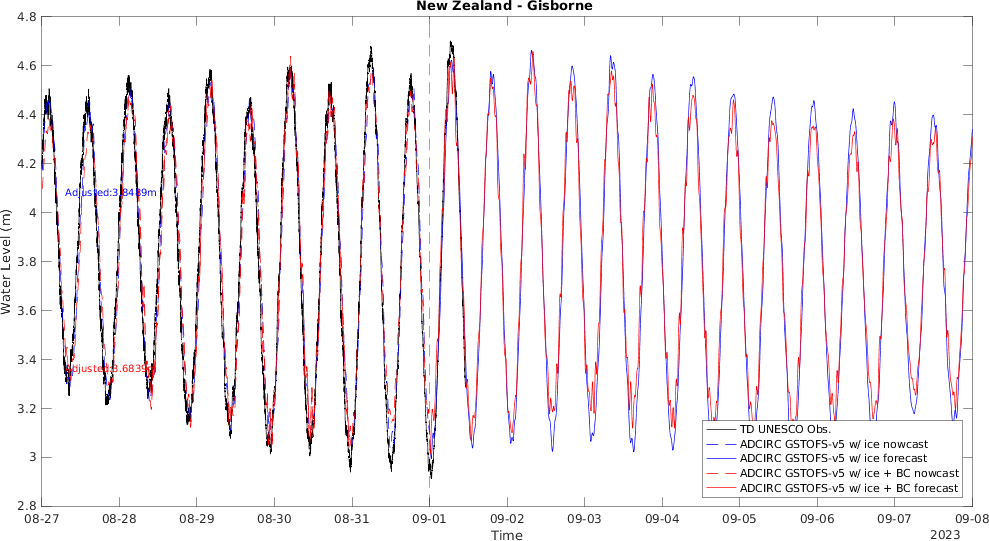 New Zealand - Gisborne
4.8
4.6
4.4
4.2
4
3.8
3.6
3.4
3.2
3
2.8
Water Level (m)
Adjusted:3.8489m
Adjusted:3.6839
TD UNESCO Obs.
ADCIRC GSTOFS-v5 w/ ice nowcast
ADCIRC GSTOFS-v5 w/ ice forecast
ADCIRC GSTOFS-v5 w/ ice + BC nowcast
ADCIRC GSTOFS-v5 w/ ice + BC forecast
08-27 08-28 08-29 08-30 08-31 09-01 09-02 09-03 09-04 09-05 09-06 09-07 09-08
Time
2023